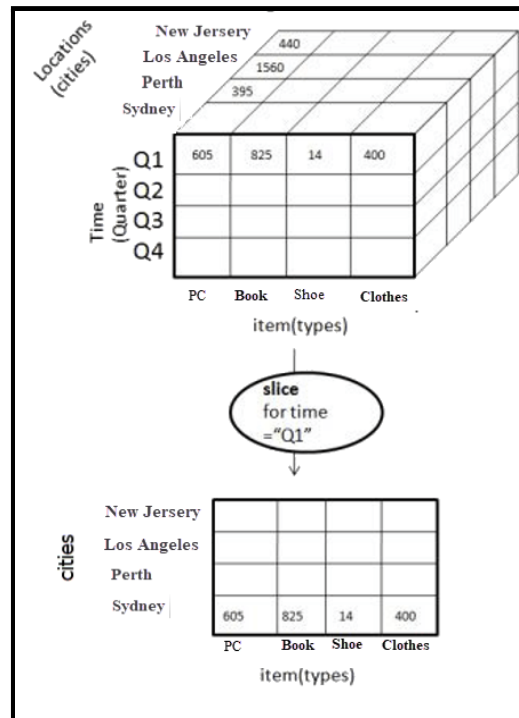 New Jersery
Los Angeles
Perth
Sydney
Locations
(cities)
440
1560
395
Q1
Q2
Q3
Q4
Time
(Quarter)
605 825 14 400
PC Book Shoe Clothes
item(types)
slice
for time
="Q1"
cities
New Jersery
Los Angeles
Perth
Sydney
605 825 14 400
PC Book Shoe Clothes
item(types)